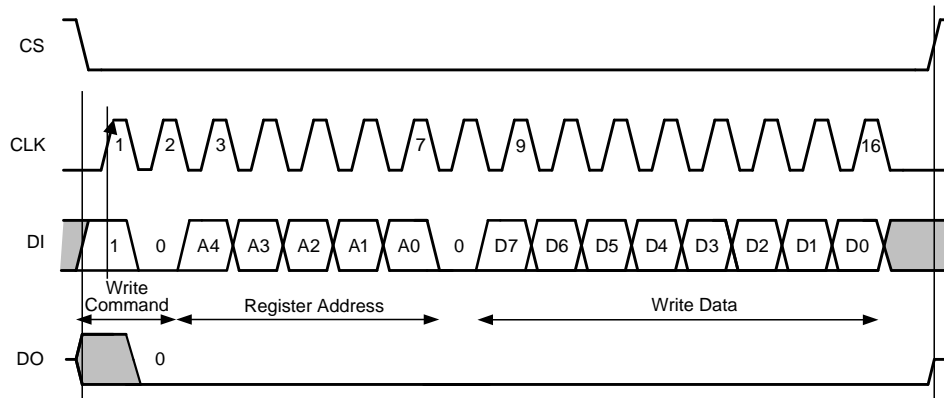 CS
CLK
1 2 3 7 9 16
DI
1 0 A4 A3 A2 A1 A0 0 D7 D6 D5 D4 D3 D2 D1 D0
Write
Command
Register Address
Write Data
DO
0